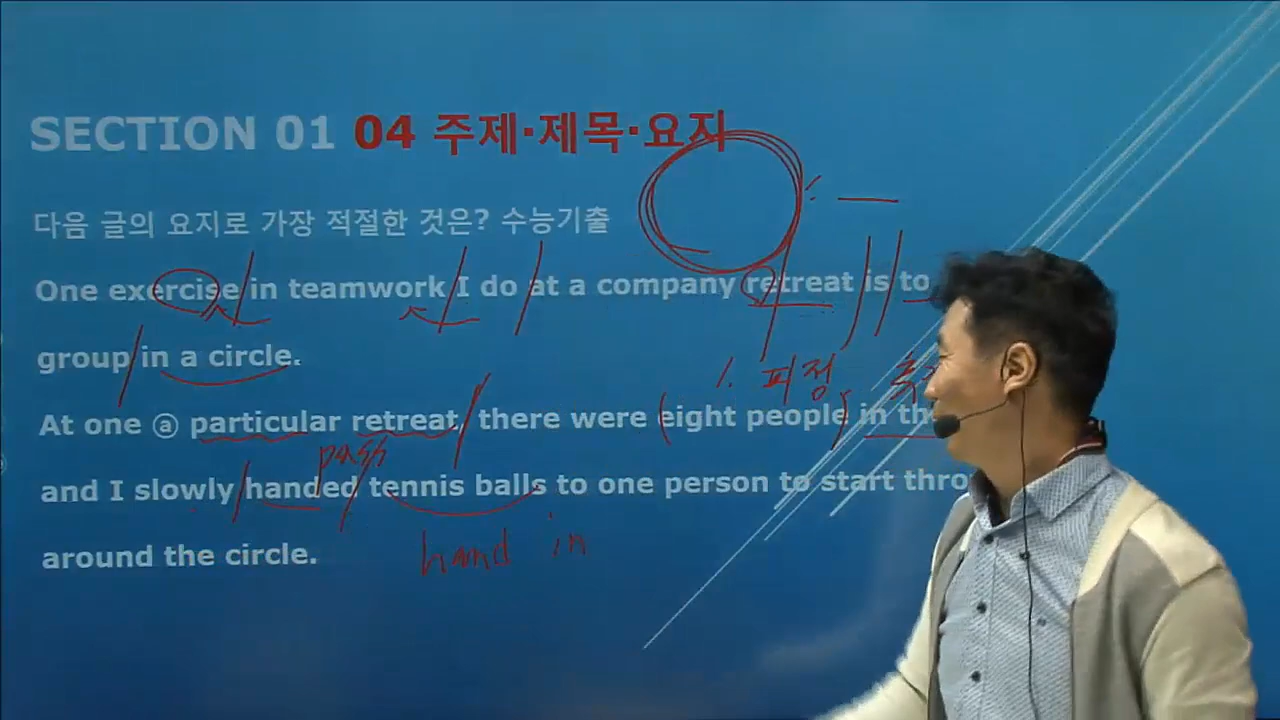 SECTION 01 04 주제·제목·요지
다음 글의 요지로 가장 적절한 것은? 수능기출
One exercise in teamwork I do at a company retreat is to
group in a circle.
1. 피정
At one ⓐ particular retreat, there were eight people in
pass
and I slowly handed tennis balls to one person to start
around the circle.
hand in